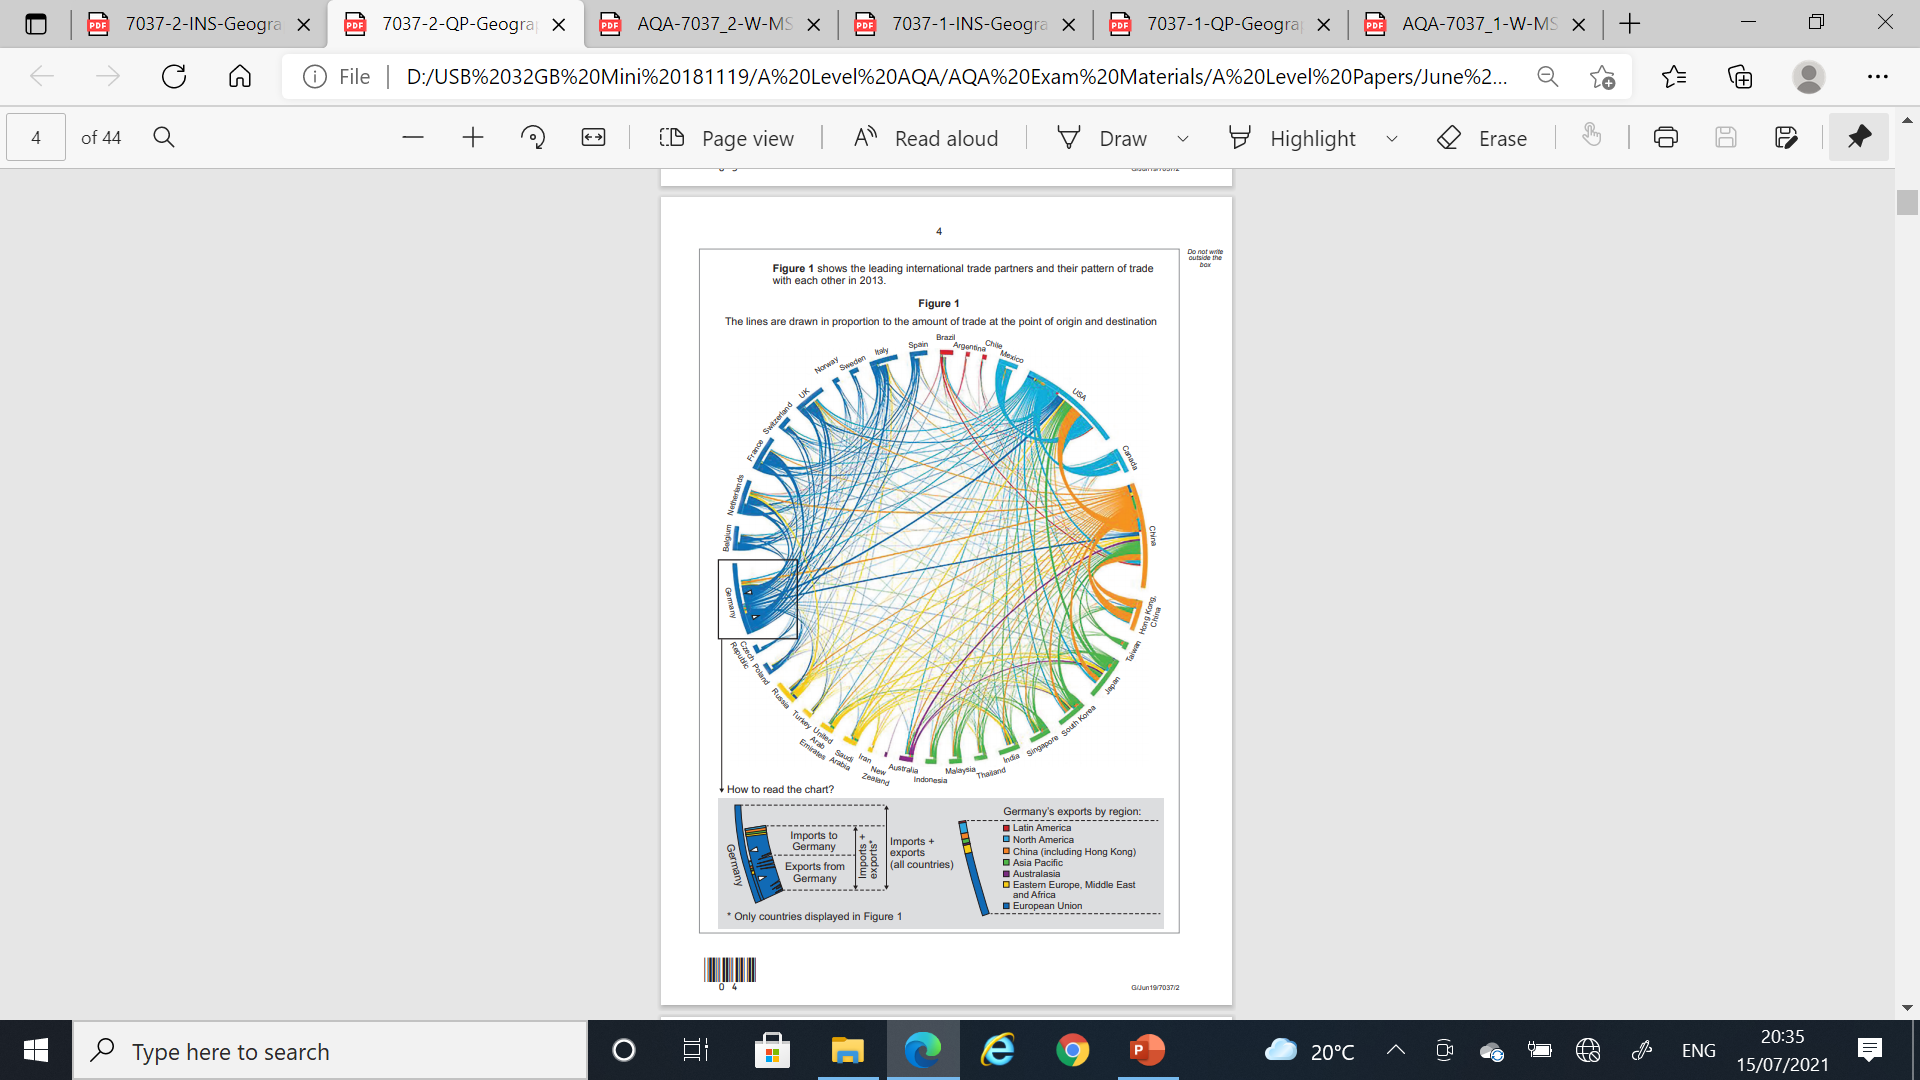 7037-2-INS-Geogra
7037-2-QP-Geogra
AQA-7037_2-W-MS
7037-1-INS-Geogra
7037-1-QP-Geogra
AQA-7037_1-W-MS
File
D:/USB%2032GB%20Mini%20181119/A%20Level%20AQA/AQA%20Exam%20Materials/A%20Level%20Papers/June%2...
4
of 44
Page view
Read aloud
Draw
Highlight
Erase
4
Do not write
outside the
box
Figure 1 shows the leading international trade partners and their pattern of trade
with each other in 2013.
Figure 1
The lines are drawn in proportion to the amount of trade at the point of origin and destination
Brazil
Argentina
Chile
Mexico
USA
Canada
China
Hong Kong,
China
Taiwan
Japan
South Korea
Singapore
India
Thailand
Malaysia
Indonesia
Australia
New
Zealand
Iran
Saudi
Arabia
United
Arab
Emirates
Turkey
Russia
Poland
Czech
Republic
Germany
Belgium
Netherlands
France
Switzerland
UK
Norway
Sweden
Italy
Spain
How to read the chart?
Germany
Imports to
Germany
Exports from
Germany
Imports +
exports*
Imports +
exports
(all countries)
* Only countries displayed in Figure 1
Germany's exports by region:
Latin America
North America
China (including Hong Kong)
Asia Pacific
Australasia
Eastern Europe, Middle East
and Africa
European Union
0 4
G/Jun19/7037/2
Type here to search
20°C
ENG
20:35
15/07/2021